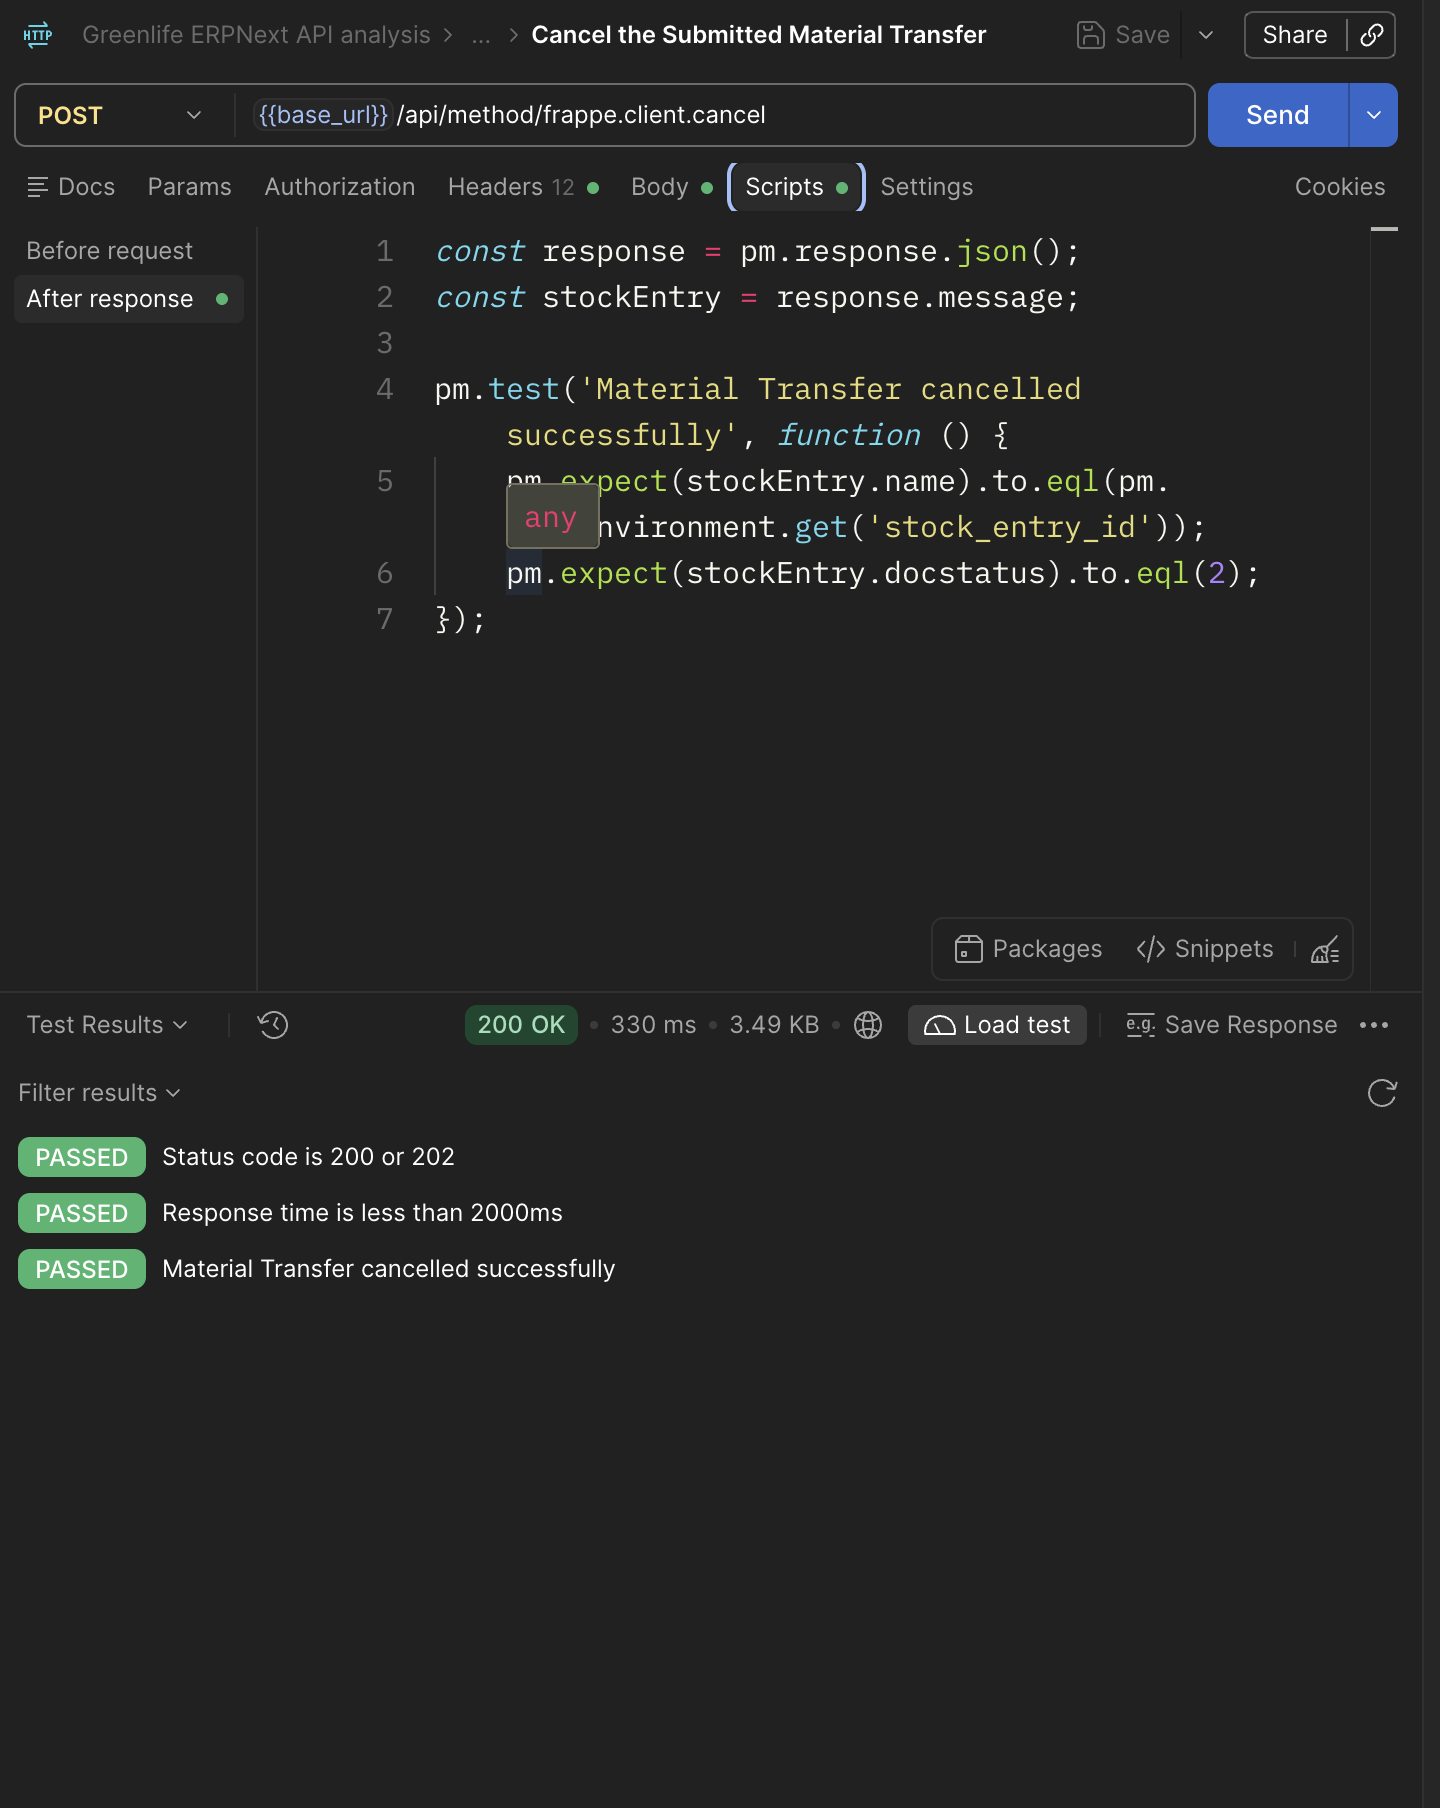 HTTP Greenlife ERPNext API analysis > ... > Cancel the Submitted Material Transfer Save Share
POST {{base_url}}/api/method/frappe.client.cancel Send
Docs Params Authorization Headers 12 Body Scripts Settings Cookies
Before request
After response
1 const response = pm.response.json();
2 const stockEntry = response.message;
3
4 pm.test('Material Transfer cancelled
successfully', function () {
5 pm.expect(stockEntry.name).to.eql(pm.
any nvironment.get('stock_entry_id'));
6 pm.expect(stockEntry.docstatus).to.eql(2);
7 });
Packages </> Snippets
Test Results 200 OK • 330 ms • 3.49 KB • Load test e.g. Save Response •••
Filter results
PASSED Status code is 200 or 202
PASSED Response time is less than 2000ms
PASSED Material Transfer cancelled successfully